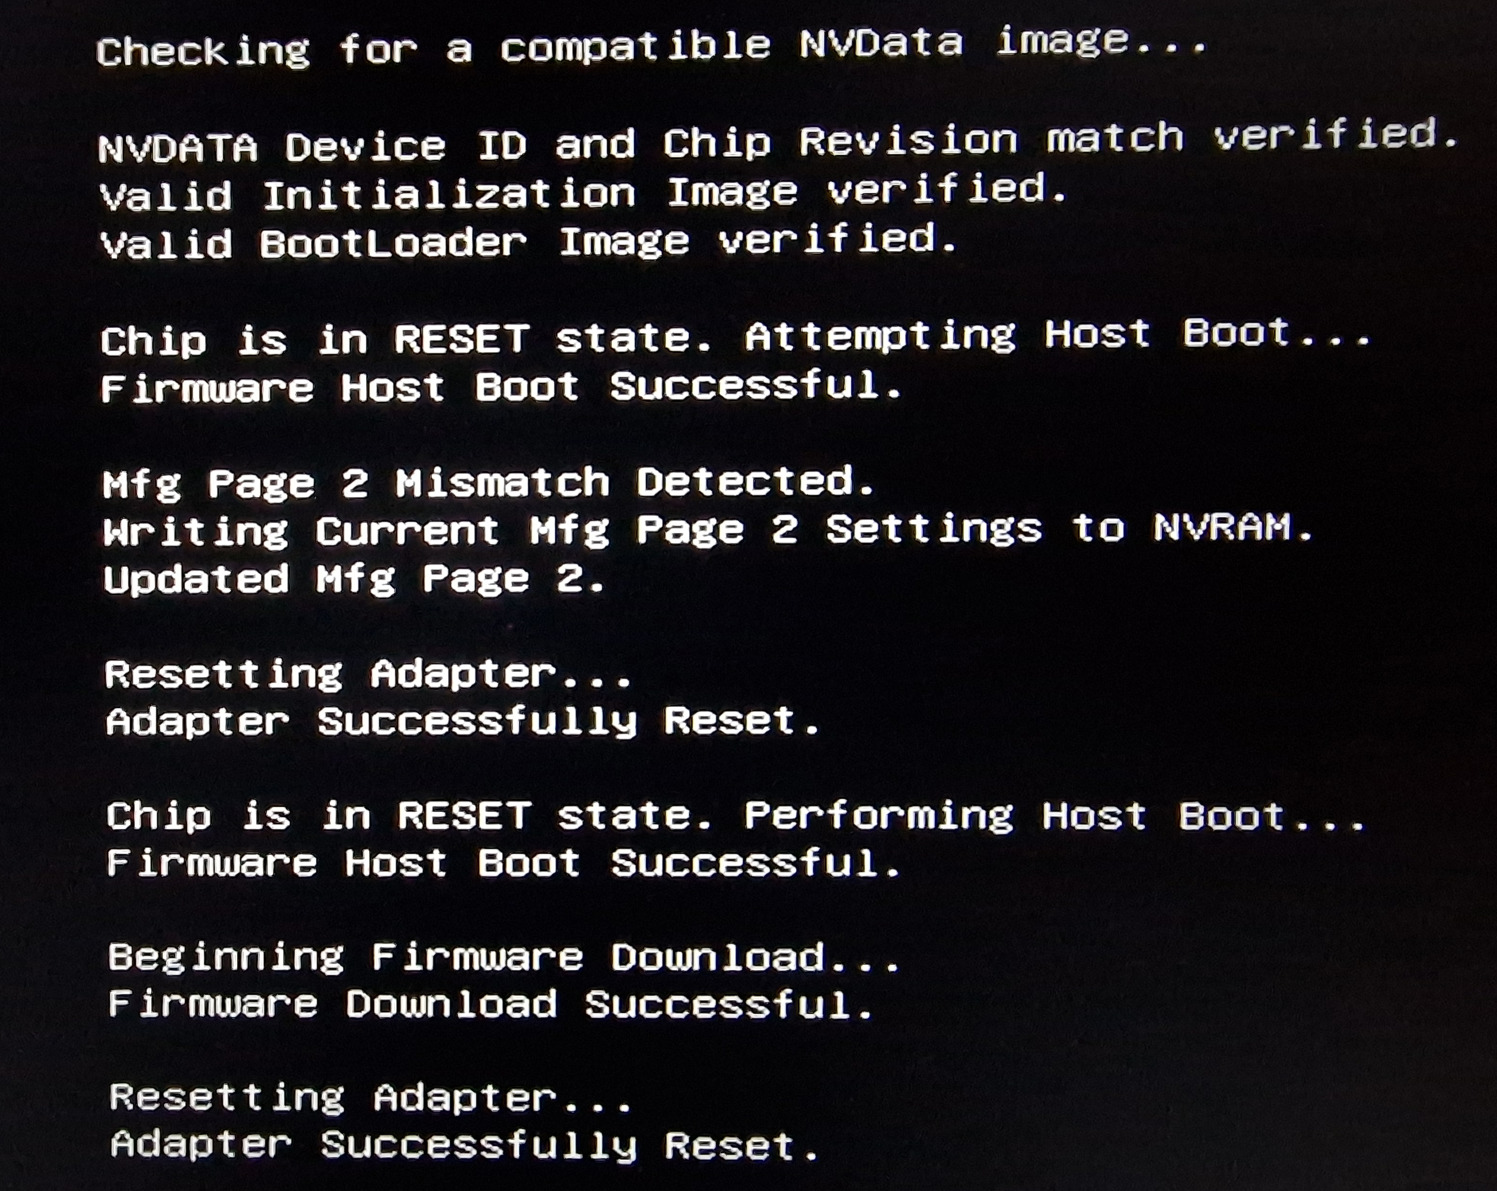 Checking for a compatible NVData image...
NVDATA Device ID and Chip Revision match verified.
Valid Initialization Image verified.
Valid BootLoader Image verified.
Chip is in RESET state. Attempting Host Boot...
Firmware Host Boot Successful.
Mfg Page 2 Mismatch Detected.
Writing Current Mfg Page 2 Settings to NVRAM.
Updated Mfg Page 2.
Resetting Adapter...
Adapter Successfully Reset.
Chip is in RESET state. Performing Host Boot...
Firmware Host Boot Successful.
Beginning Firmware Download...
Firmware Download Successful.
Resetting Adapter...
Adapter Successfully Reset.